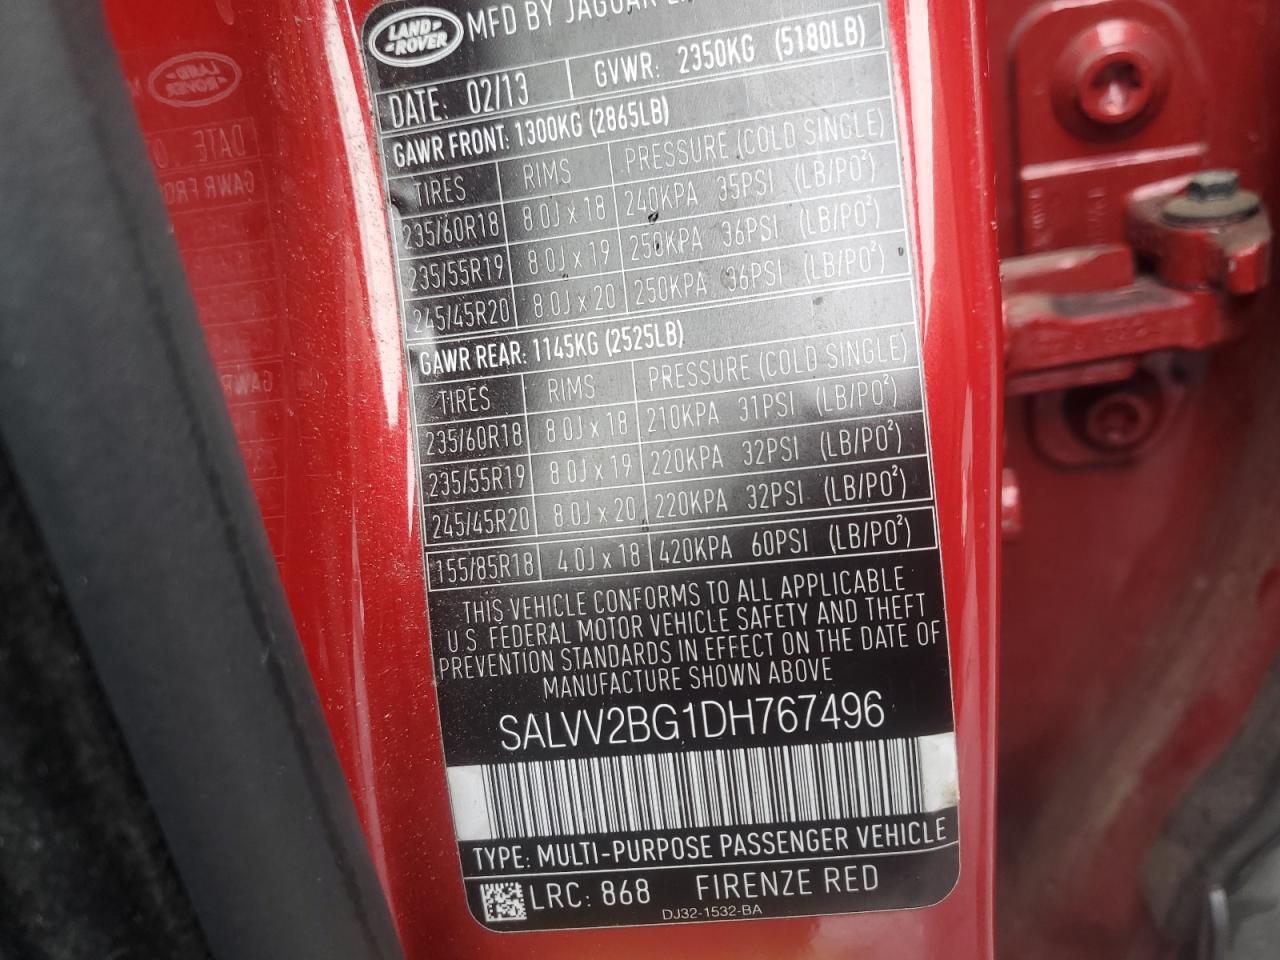 LAND ROVER MFD BY JAGUAR
DATE: 02/13 GVWR: 2350KG (5180LB)
GAWR FRONT: 1300KG (2865LB)
TIRES RIMS PRESSURE (COLD SINGLE)
235/60R18 8.0J x 18 240KPA 35PSI (LB/PO²)
235/55R19 8.0J x 19 250KPA 36PSI (LB/PO²)
245/45R20 8.0J x 20 250KPA 36PSI (LB/PO²)
GAWR REAR: 1145KG (2525LB)
TIRES RIMS PRESSURE (COLD SINGLE)
235/60R18 8.0J x 18 210KPA 31PSI (LB/PO²)
235/55R19 8.0J x 19 220KPA 32PSI (LB/PO²)
245/45R20 8.0J x 20 220KPA 32PSI (LB/PO²)
155/85R18 4.0J x 18 420KPA 60PSI (LB/PO²)
THIS VEHICLE CONFORMS TO ALL APPLICABLE
U.S. FEDERAL MOTOR VEHICLE SAFETY AND THEFT
PREVENTION STANDARDS IN EFFECT ON THE DATE OF
MANUFACTURE SHOWN ABOVE
SALVV2BG1DH767496
TYPE: MULTI-PURPOSE PASSENGER VEHICLE
LRC: 868 FIRENZE RED
DJ32-1532-BA